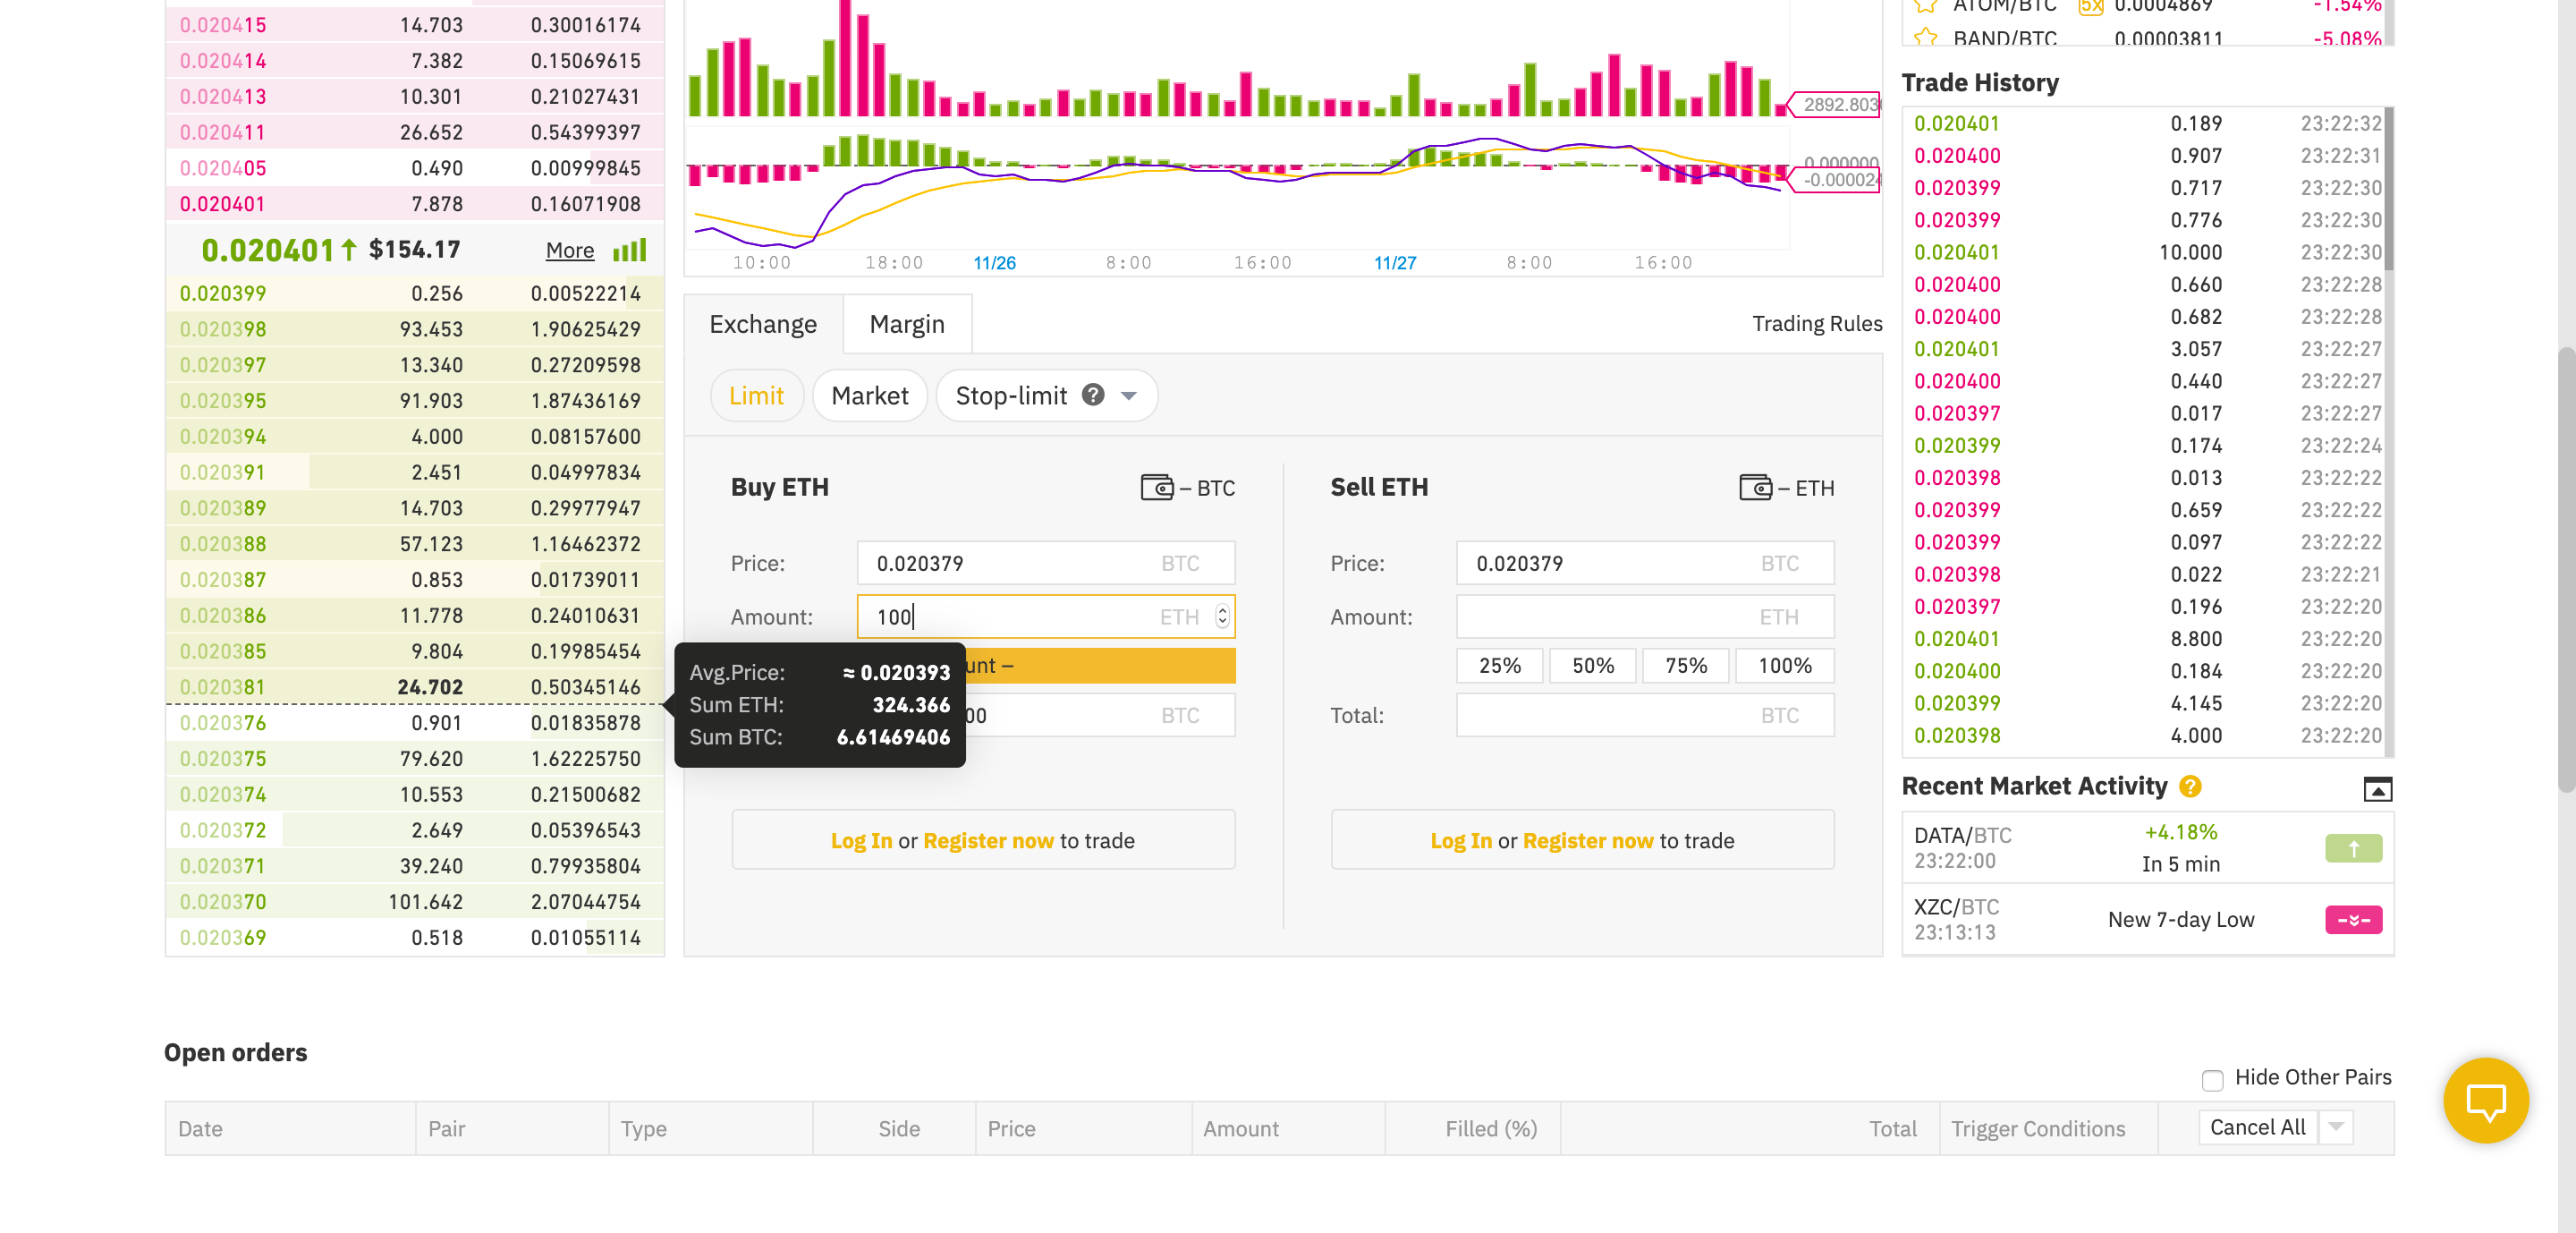 0.020415 14.703 0.30016174
0.020414 7.382 0.15069615
0.020413 10.301 0.21027431
0.020411 26.652 0.54399397
0.020405 0.490 0.00999845
0.020401 7.878 0.16071908
0.020401↑ $154.17 More
0.020399 0.256 0.00522214
0.020398 93.453 1.90625429
0.020397 13.340 0.27209598
0.020395 91.903 1.87436169
0.020394 4.000 0.08157600
0.020391 2.451 0.04997834
0.020389 14.703 0.29977947
0.020388 57.123 1.16462372
0.020387 0.853 0.01739011
0.020386 11.778 0.24010631
0.020385 9.804 0.19985454
0.020381 24.702 0.50345146
0.020376 0.901 0.01835878
0.020375 79.620 1.62225750
0.020374 10.553 0.21500682
0.020372 2.649 0.05396543
0.020371 39.240 0.79935804
0.020370 101.642 2.07044754
0.020369 0.518 0.01055114
2892.803
0.000000
-0.000024
10:00 18:00 11/26 8:00 16:00 11/27 8:00 16:00
Exchange Margin Trading Rules
Limit Market Stop-limit ?
Buy ETH – BTC
Price: 0.020379 BTC
Amount: 100 ETH
Avg.Price: ≈ 0.020393
Sum ETH: 324.366
Sum BTC: 6.61469406
unt –
00 BTC
Log In or Register now to trade
Sell ETH – ETH
Price: 0.020379 BTC
Amount: ETH
25% 50% 75% 100%
Total: BTC
Log In or Register now to trade
ATOM/BTC 5x 0.0004869 -1.54%
BAND/BTC 0.00003811 -5.08%
Trade History
0.020401 0.189 23:22:32
0.020400 0.907 23:22:31
0.020399 0.717 23:22:30
0.020399 0.776 23:22:30
0.020401 10.000 23:22:30
0.020400 0.660 23:22:28
0.020400 0.682 23:22:28
0.020401 3.057 23:22:27
0.020400 0.440 23:22:27
0.020397 0.017 23:22:27
0.020399 0.174 23:22:24
0.020398 0.013 23:22:22
0.020399 0.659 23:22:22
0.020399 0.097 23:22:22
0.020398 0.022 23:22:21
0.020397 0.196 23:22:20
0.020401 8.800 23:22:20
0.020400 0.184 23:22:20
0.020399 4.145 23:22:20
0.020398 4.000 23:22:20
Recent Market Activity ?
DATA/BTC +4.18%
23:22:00 In 5 min
XZC/BTC New 7-day Low
23:13:13
Open orders
Hide Other Pairs
Date Pair Type Side Price Amount Filled (%) Total Trigger Conditions Cancel All